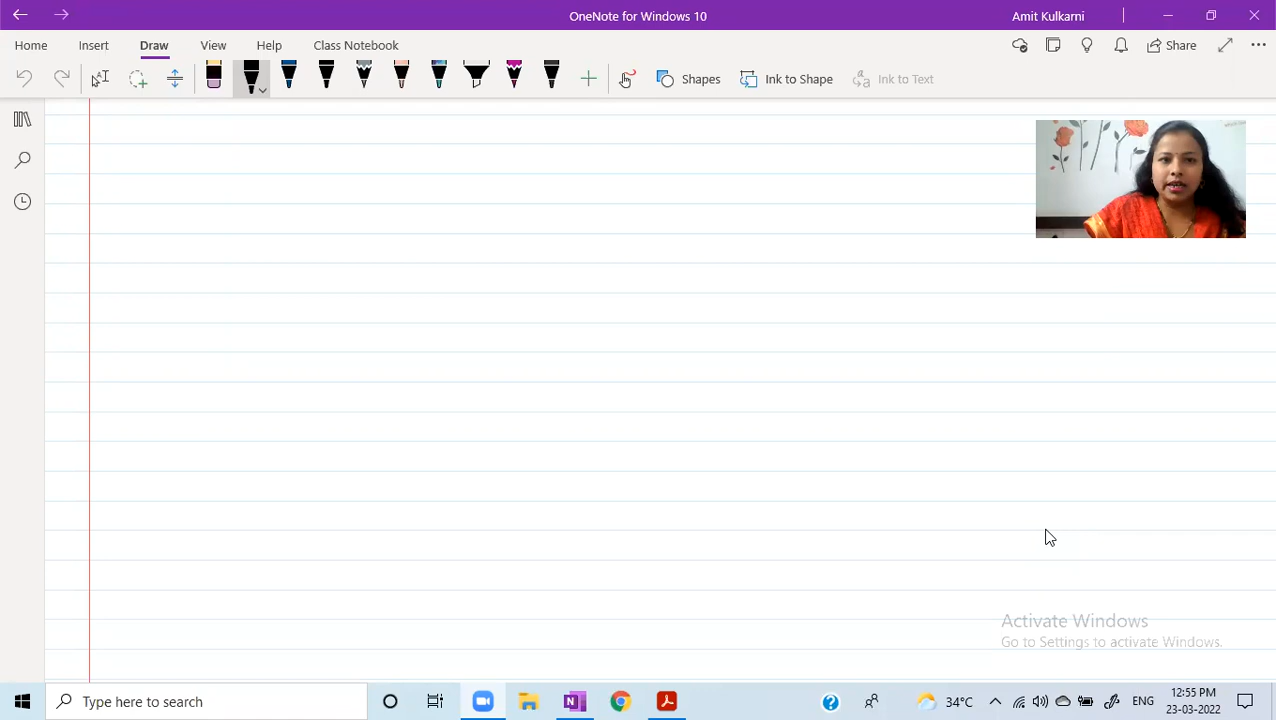 OneNote for Windows 10
Amit Kulkarni
Home Insert Draw View Help Class Notebook
Share
Shapes Ink to Shape Ink to Text
Activate Windows
Go to Settings to activate Windows.
Type here to search
34°C
ENG
12:55 PM
23-03-2022